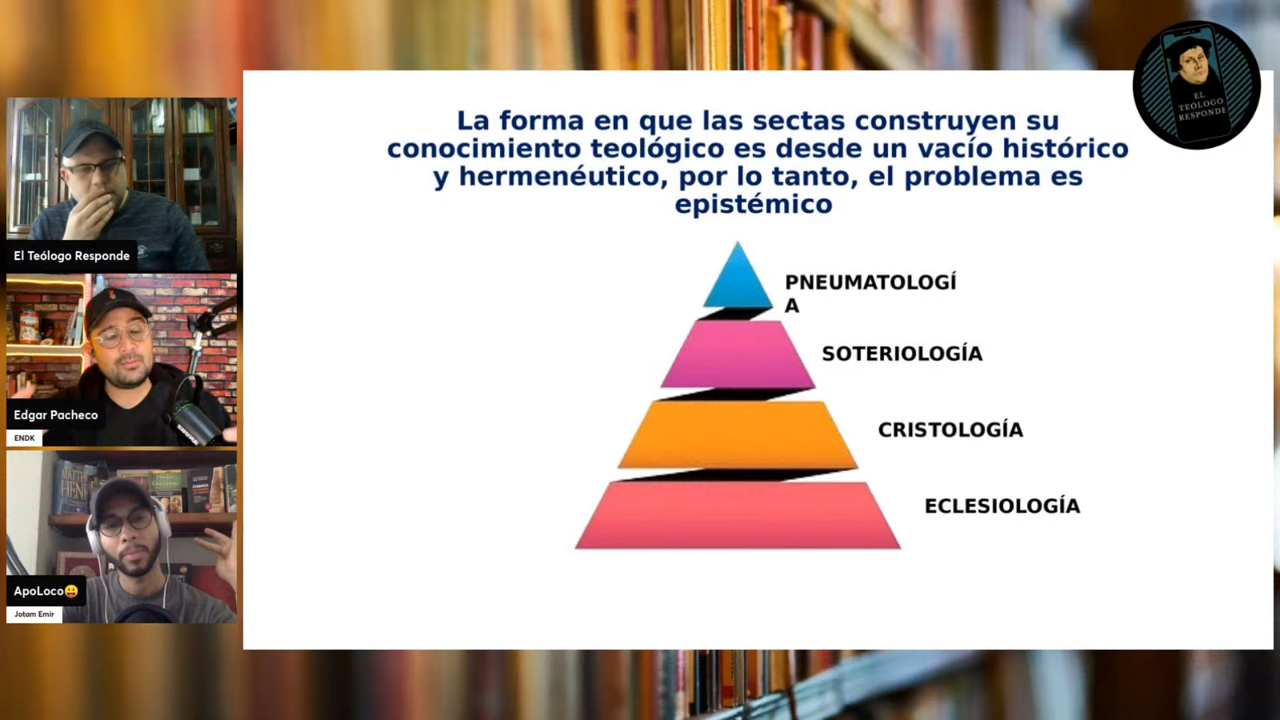 La forma en que las sectas construyen su
conocimiento teológico es desde un vacío histórico
y hermenéutico, por lo tanto, el problema es
epistémico
PNEUMATOLOGÍ
A
SOTERIOLOGÍA
CRISTOLOGÍA
ECLESIOLOGÍA
EL
TEÓLOGO
RESPONDE
El Teólogo Responde
Edgar Pacheco
ENDK
ApoLoco😛
Jotam Emir